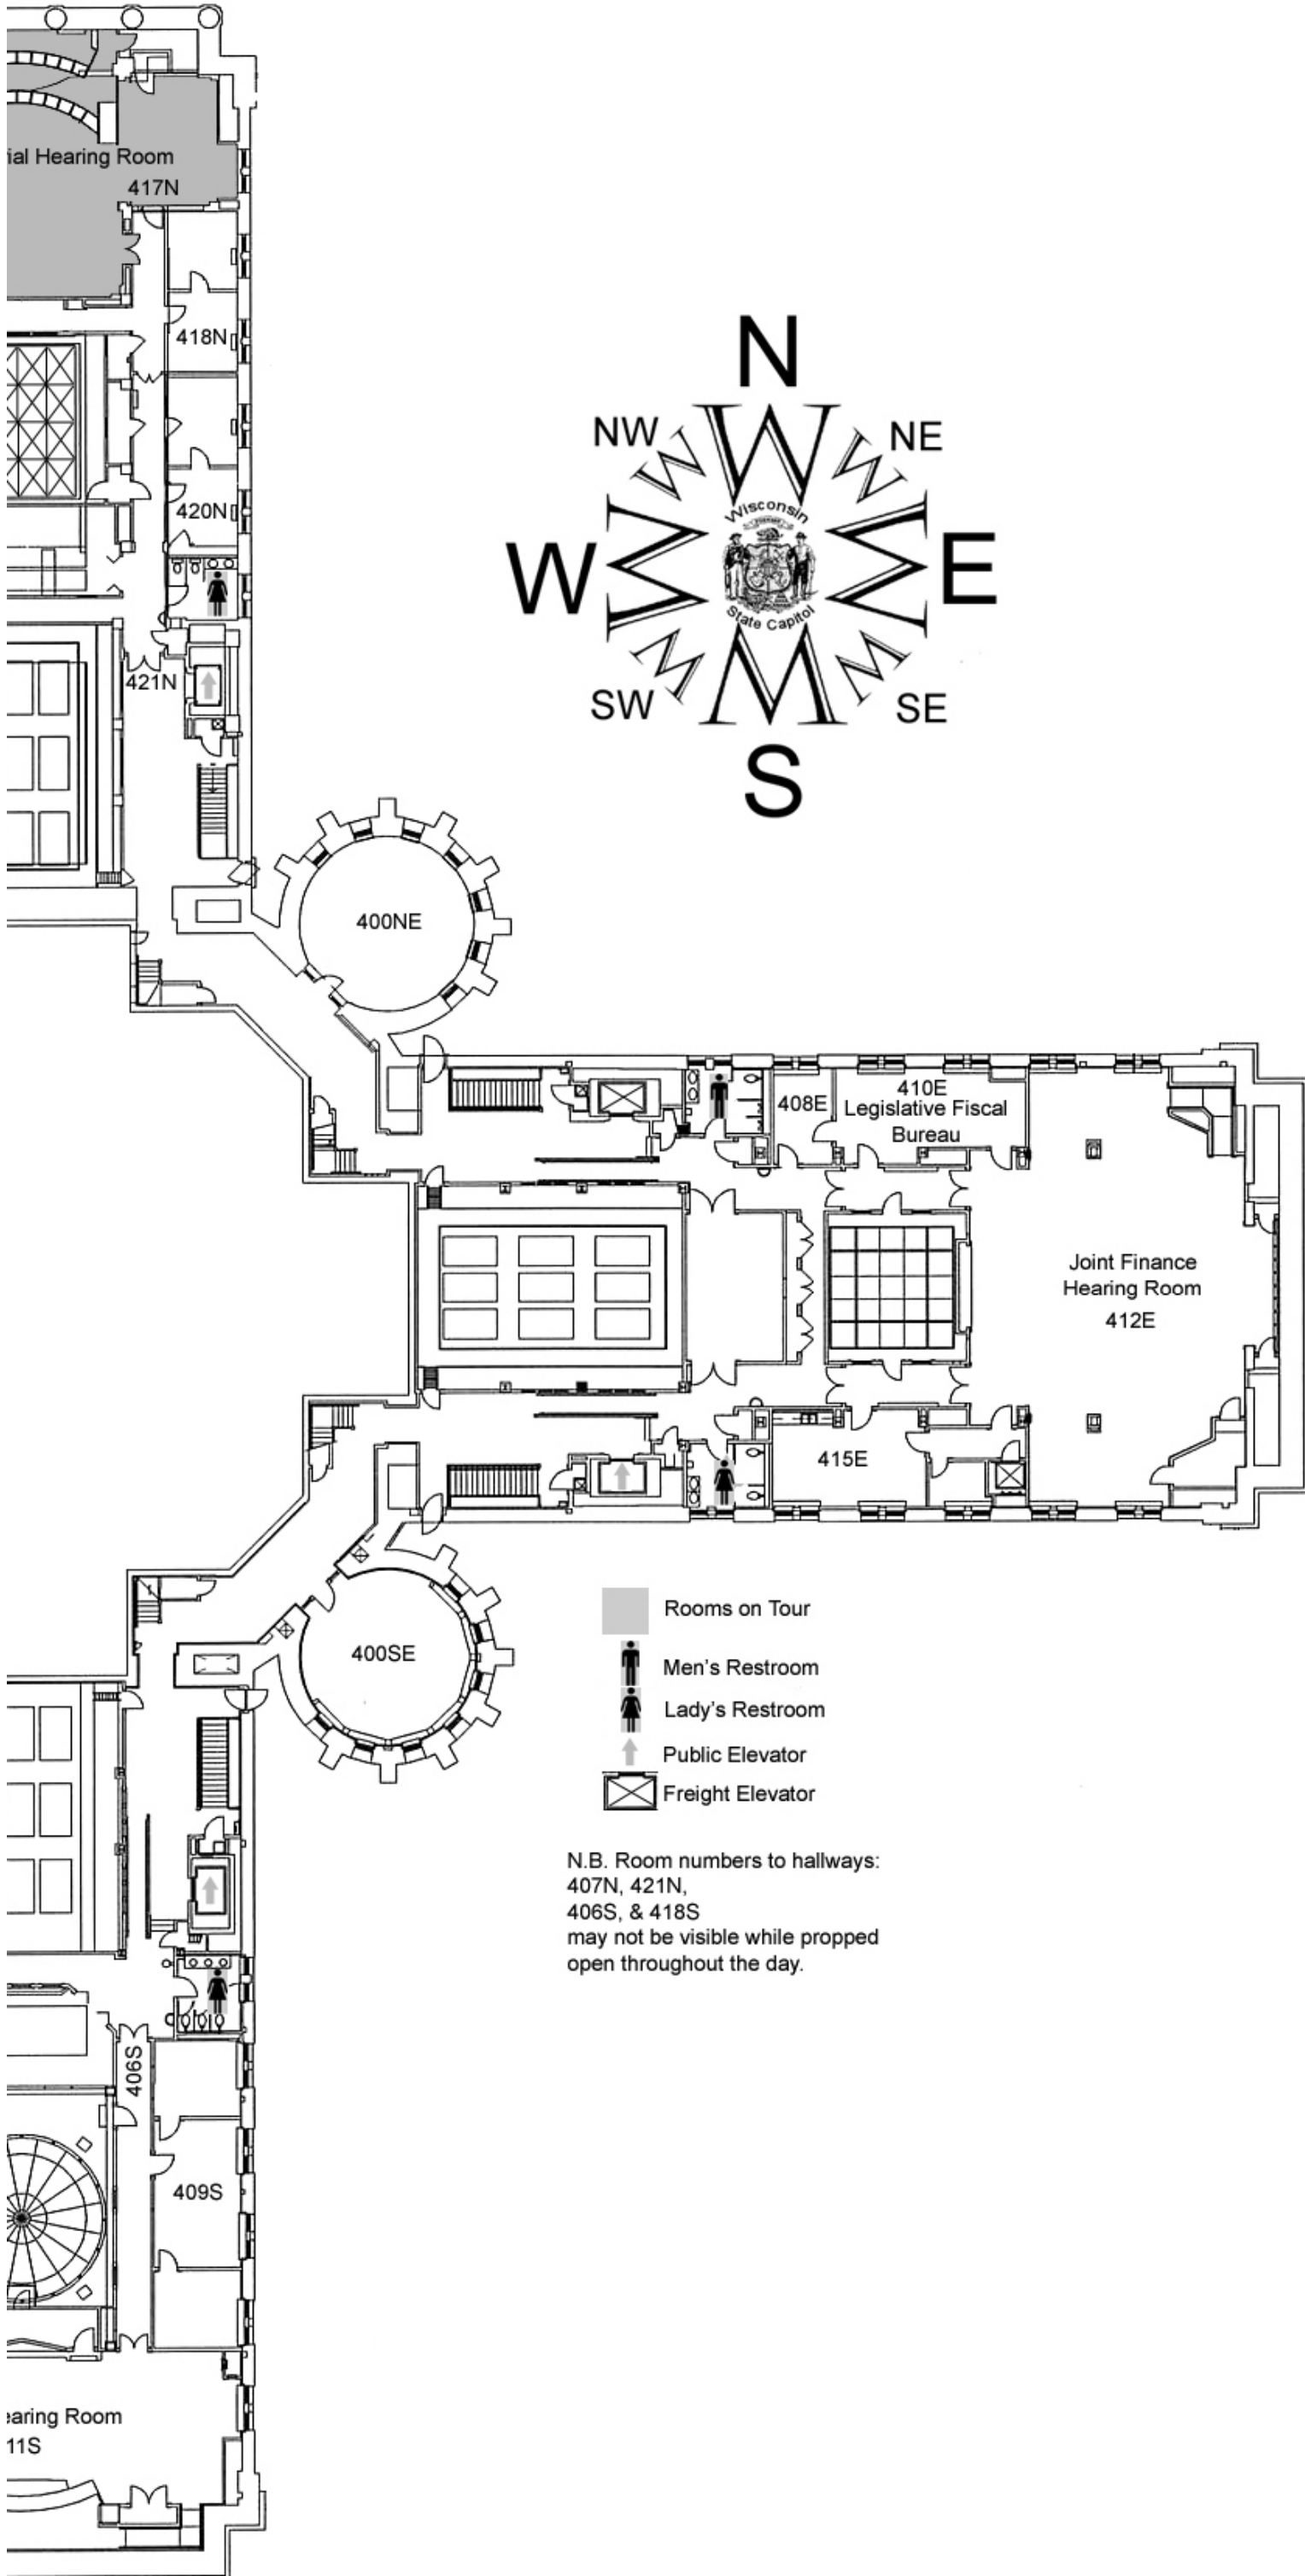 ial Hearing Room
417N
418N
420N
421N
N
NW
NE
W
Wisconsin
State Capitol
E
SW
SE
S
400NE
408E
410E
Legislative Fiscal
Bureau
Joint Finance
Hearing Room
412E
415E
400SE
Rooms on Tour
Men's Restroom
Lady's Restroom
Public Elevator
Freight Elevator
N.B. Room numbers to hallways:
407N, 421N,
406S, & 418S
may not be visible while propped
open throughout the day.
406S
409S
earing Room
11S